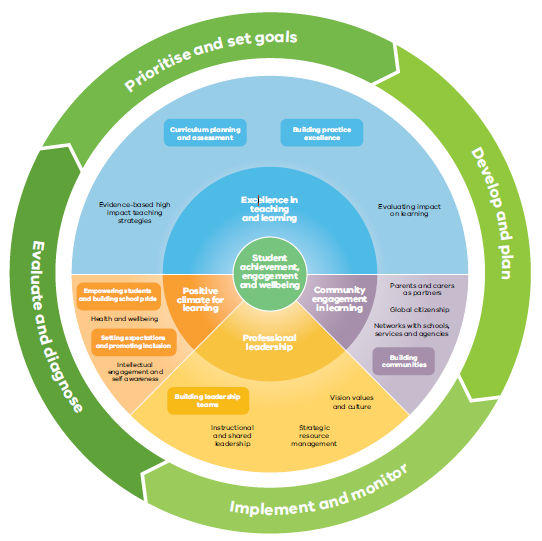 Prioritise and set goals
Develop and plan
Implement and monitor
Evaluate and diagnose
Curriculum planning
and assessment
Building practice
excellence
Evidence-based high
impact teaching
strategies
Excellence in
teaching
and learning
Evaluating impact
on learning
Student
achievement,
engagement
and wellbeing
Empowering students
and building school pride
Health and wellbeing
Setting expectations
and promoting inclusion
Intellectual
engagement and
self awareness
Positive
climate for
learning
Community
engagement
in learning
Parents and carers
as partners
Global citizenship
Networks with schools,
services and agencies
Building
communities
Professional
leadership
Building leadership
teams
Vision values
and culture
Instructional
and shared
leadership
Strategic
resource
management